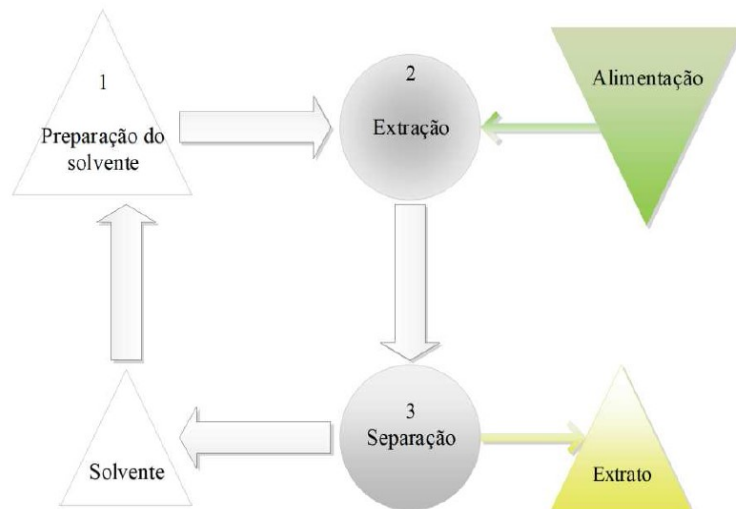 1
Preparação do
solvente
2
Extração
Alimentação
Solvente
3
Separação
Extrato